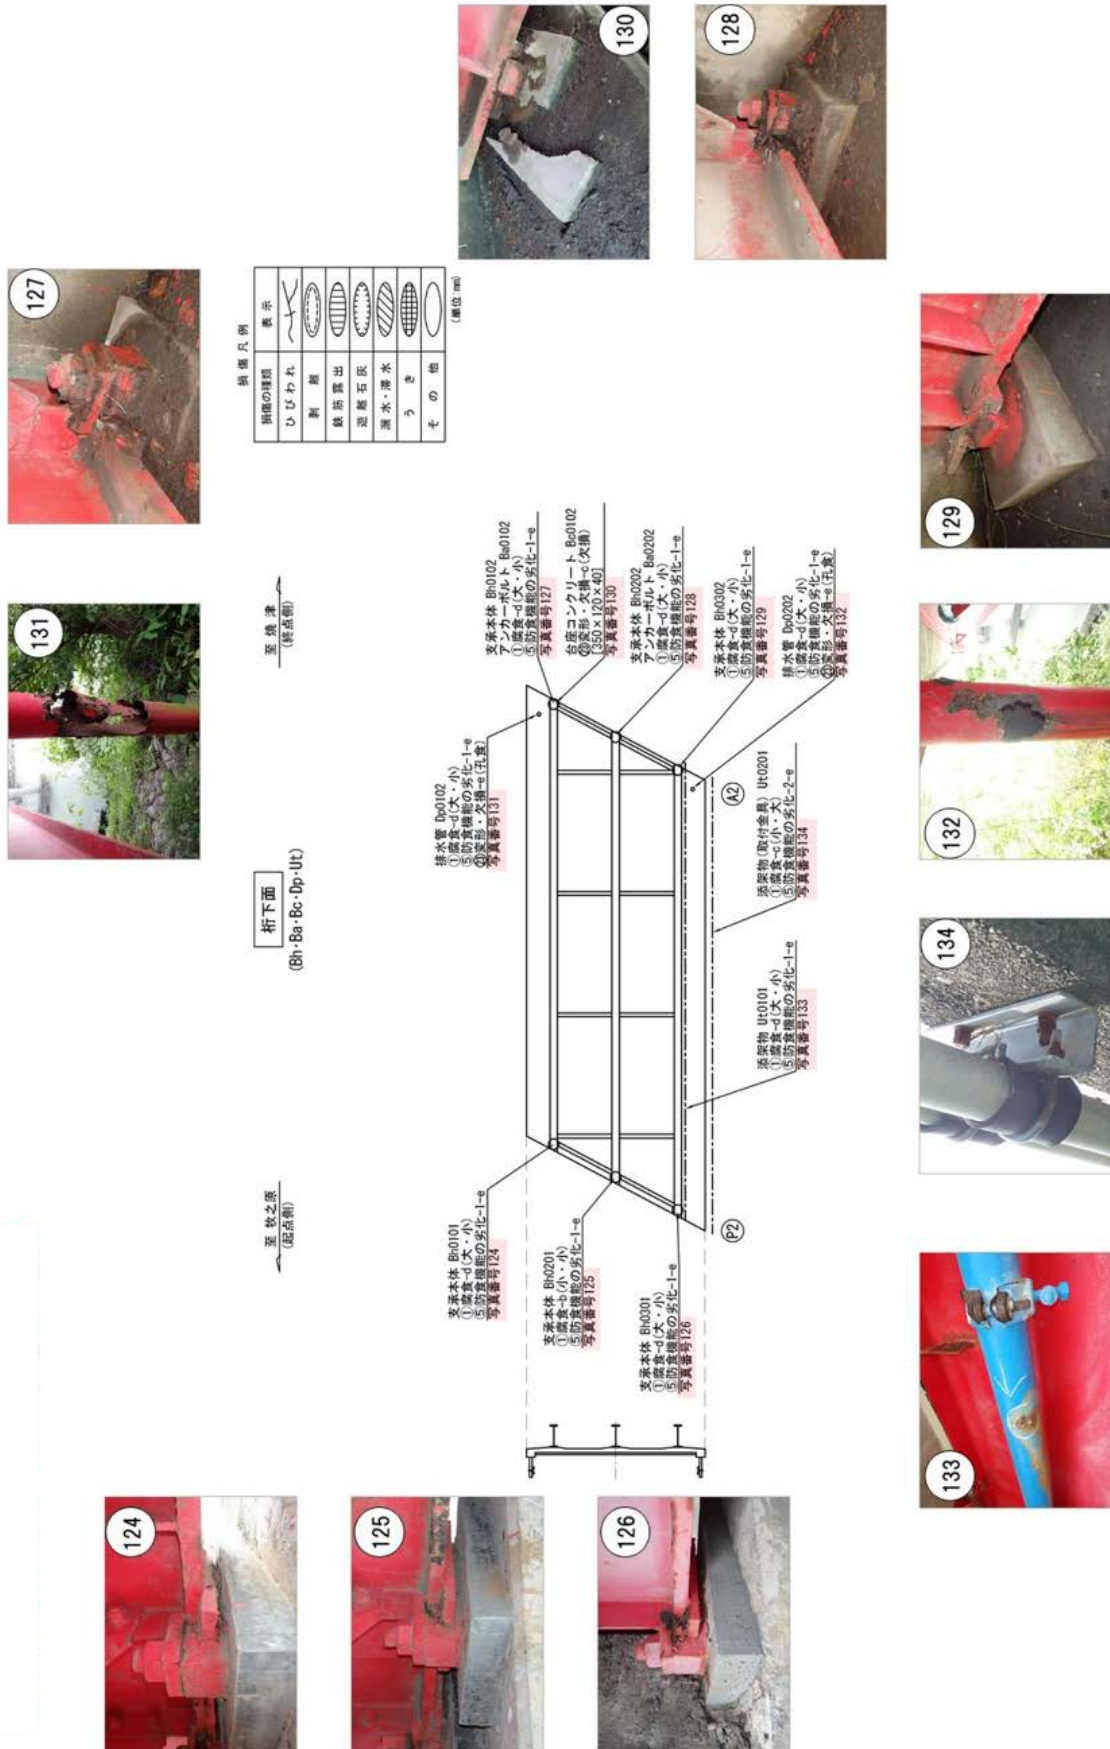 桁下面
(Bh・Ba・Bc・Dp・Ut)
至 牧之原
(起点側)
至 焼津
(終点側)
損傷凡例
損傷の種類 表示
ひびわれ
剥離
鉄筋露出
遊離石灰
漏水・滞水
うき
その他
(単位:mm)
支承本体 Bh0101
①腐食-d(大・小)
⑤防食機能の劣化-1-e
写真番号124
支承本体 Bh0201
①腐食-b(小・小)
⑤防食機能の劣化-1-e
写真番号125
支承本体 Bh0301
①腐食-d(大・小)
⑤防食機能の劣化-1-e
写真番号126
排水管 Dp0102
①腐食-d(大・小)
⑤防食機能の劣化-1-e
㉓変形・欠損-e(孔食)
写真番号131
支承本体 Bh0102
アンカーボルト Ba0102
①腐食-d(大・小)
⑤防食機能の劣化-1-e
写真番号127
台座コンクリート Bc0102
㉓変形・欠損-c(欠損)
[350×120×40]
写真番号130
支承本体 Bh0202
アンカーボルト Ba0202
①腐食-d(大・小)
⑤防食機能の劣化-1-e
写真番号128
支承本体 Bh0302
①腐食-d(大・小)
⑤防食機能の劣化-1-e
写真番号129
排水管 Dp0202
①腐食-d(大・小)
⑤防食機能の劣化-1-e
㉓変形・欠損-e(孔食)
写真番号132
添架物 Ut0101
①腐食-d(大・小)
⑤防食機能の劣化-1-e
写真番号133
添架物(取付金具) Ut0201
①腐食-c(小・大)
⑤防食機能の劣化-2-e
写真番号134
P2
A2
124
125
126
131
127
130
128
133
134
132
129